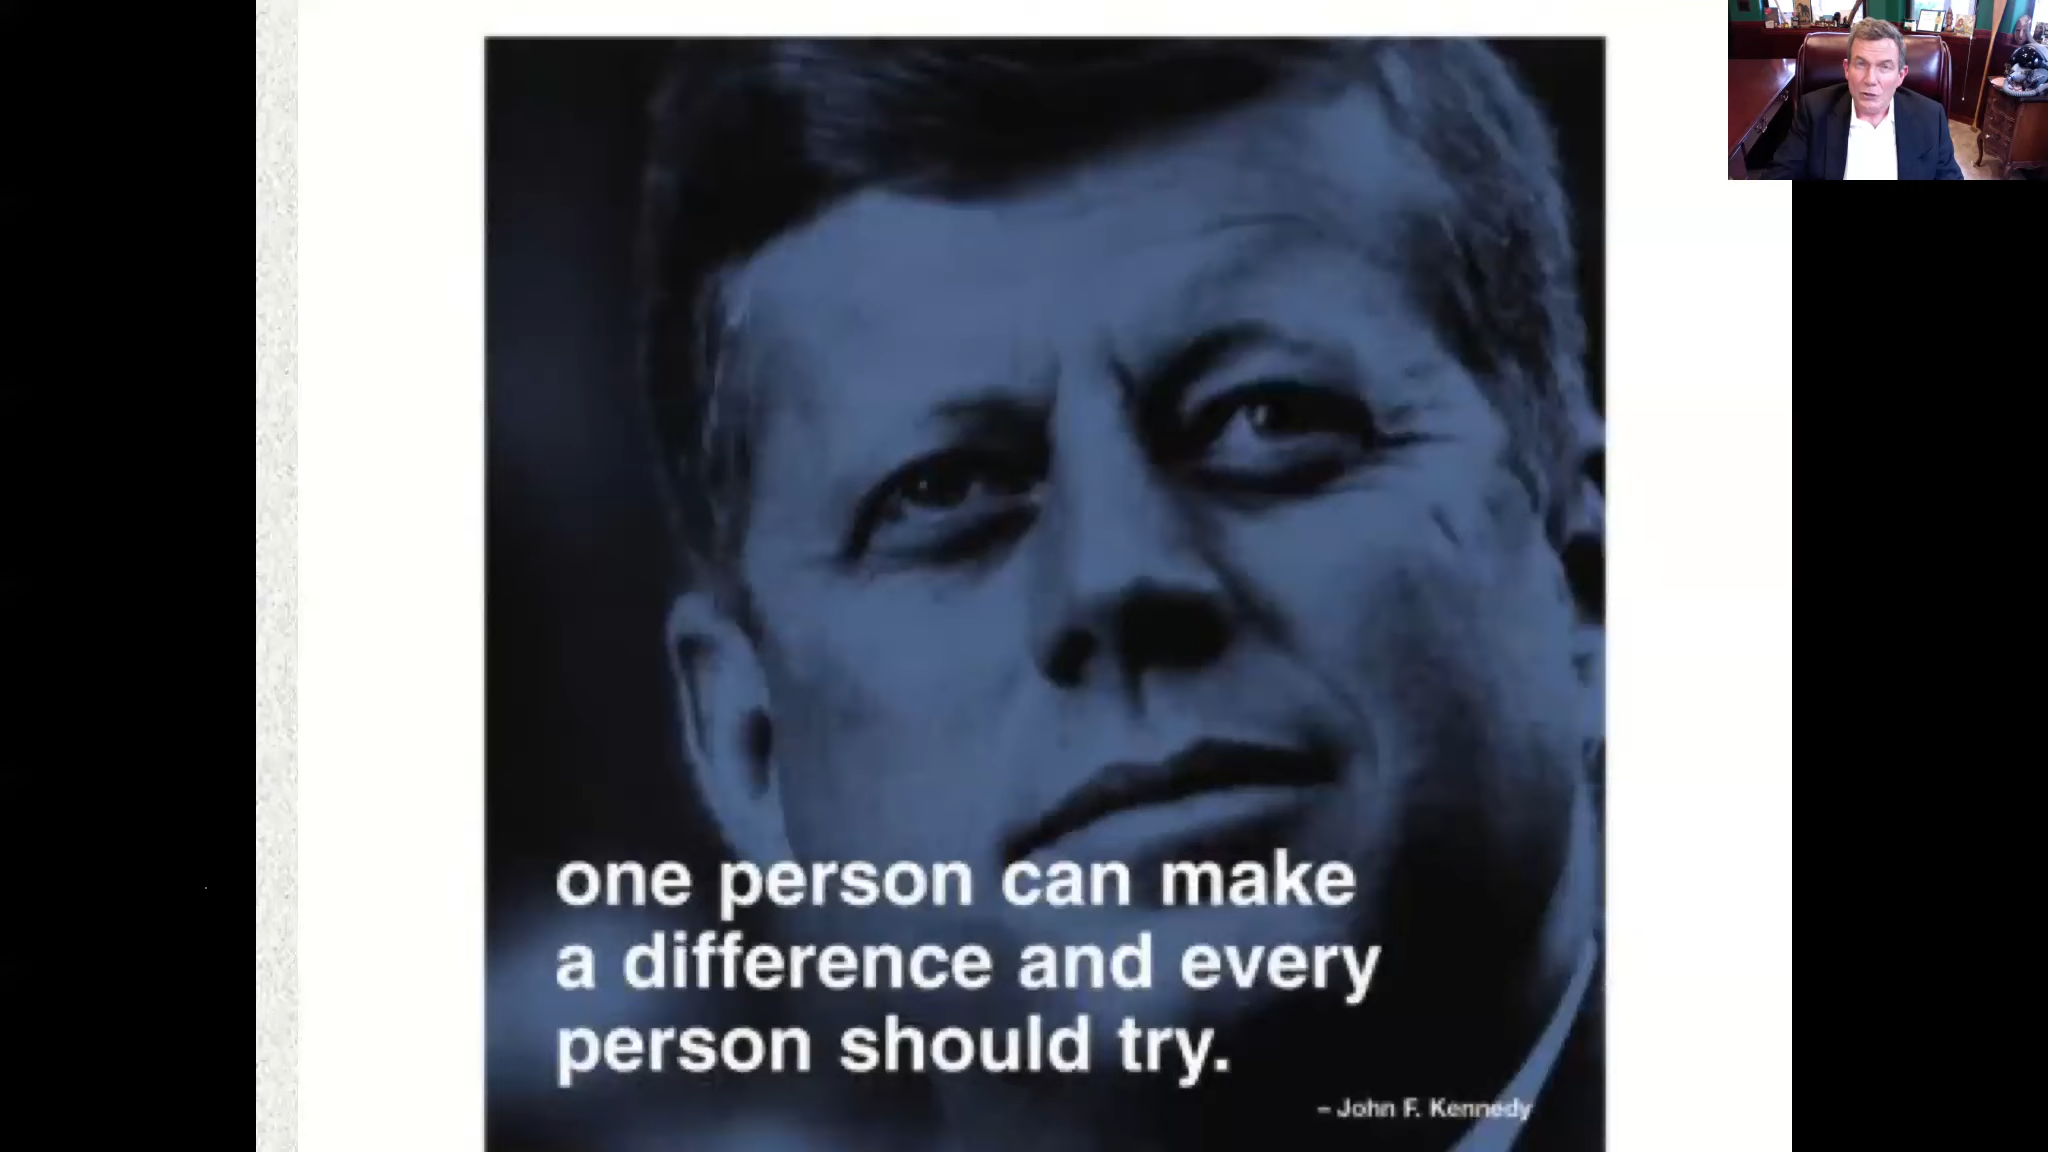 one person can make
a difference and every
person should try.
– John F. Kennedy